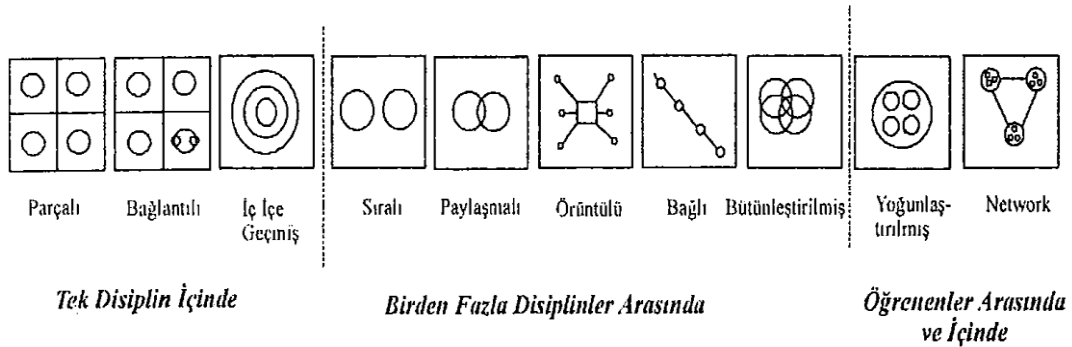 Parçalı
Bağlantılı
İç İçe
Geçmiş
Sıralı
Paylaşmalı
Örüntülü
Bağlı
Bütünleştirilmiş
Yoğunlaş-
tırılmış
Network
Tek Disiplin İçinde
Birden Fazla Disiplinler Arasında
Öğrenenler Arasında
ve İçinde